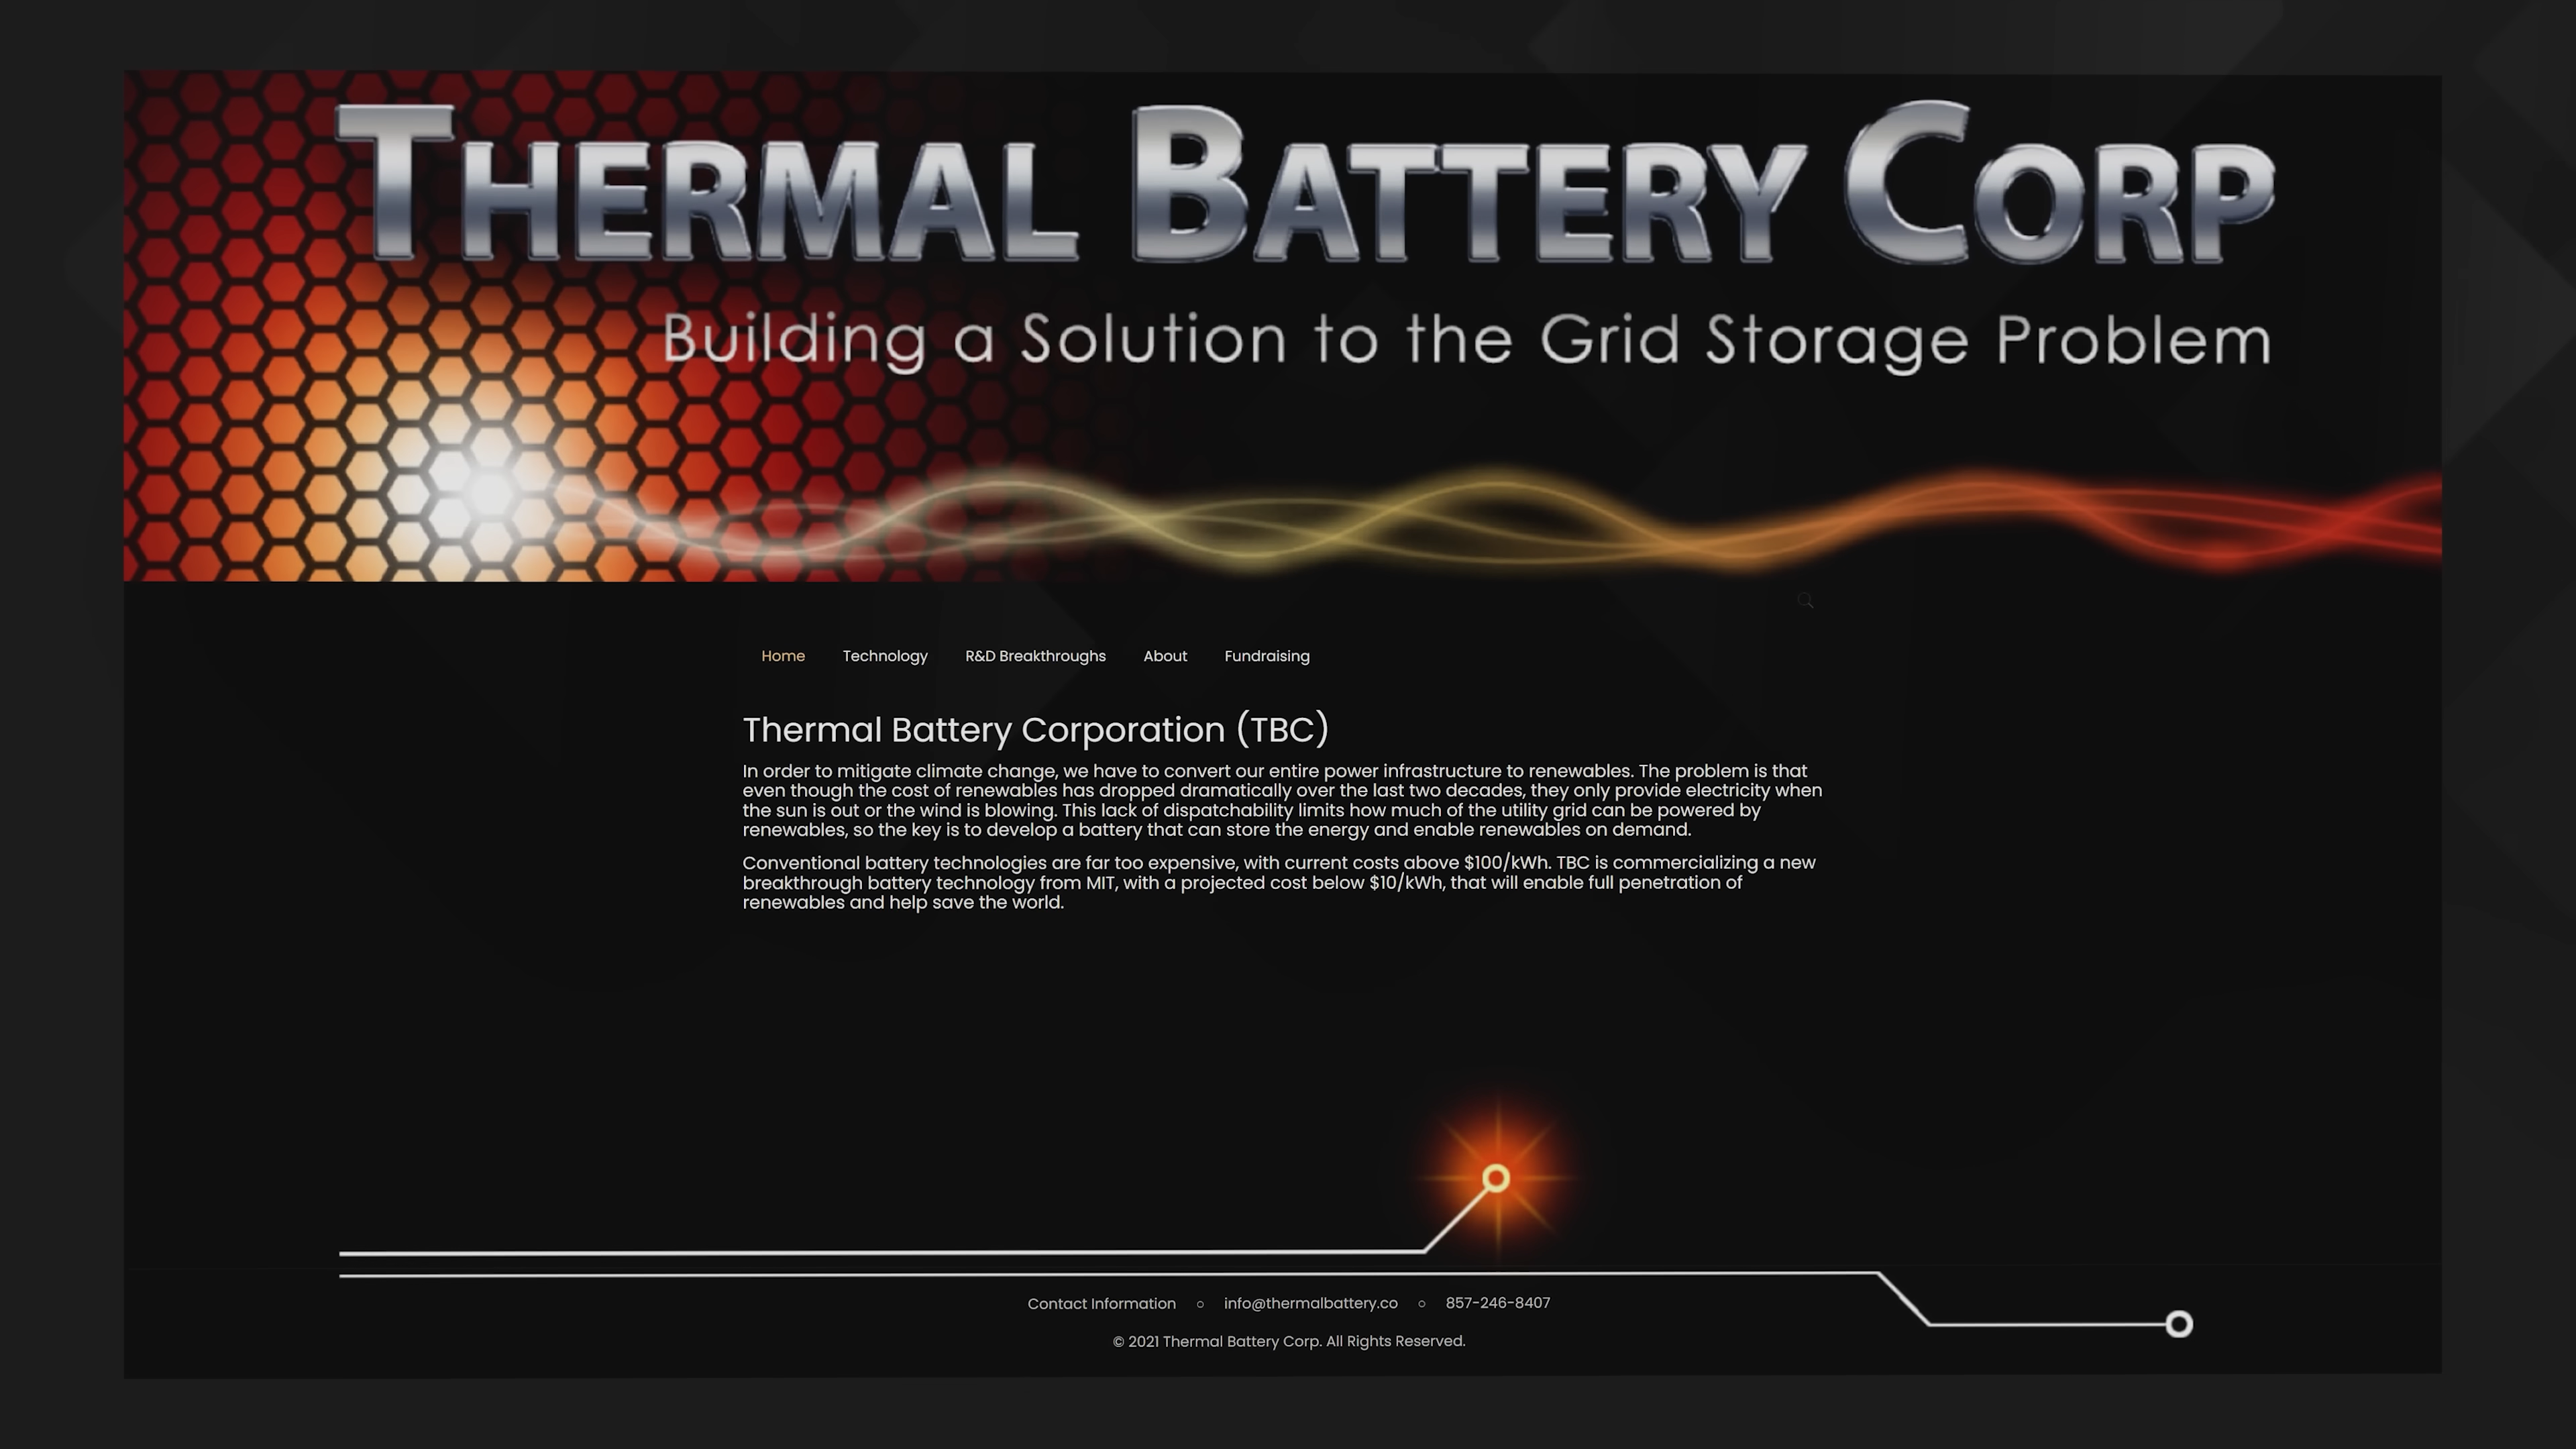 THERMAL BATTERY CORP
Building a Solution to the Grid Storage Problem
Home Technology R&D Breakthroughs About Fundraising
Thermal Battery Corporation (TBC)
In order to mitigate climate change, we have to convert our entire power infrastructure to renewables. The problem is that
even though the cost of renewables has dropped dramatically over the last two decades, they only provide electricity when
the sun is out or the wind is blowing. This lack of dispatchability limits how much of the utility grid can be powered by
renewables, so the key is to develop a battery that can store the energy and enable renewables on demand.
Conventional battery technologies are far too expensive, with current costs above $100/kWh. TBC is commercializing a new
breakthrough battery technology from MIT, with a projected cost below $10/kWh, that will enable full penetration of
renewables and help save the world.
Contact Information ○ info@thermalbattery.co ○ 857-246-8407
© 2021 Thermal Battery Corp. All Rights Reserved.